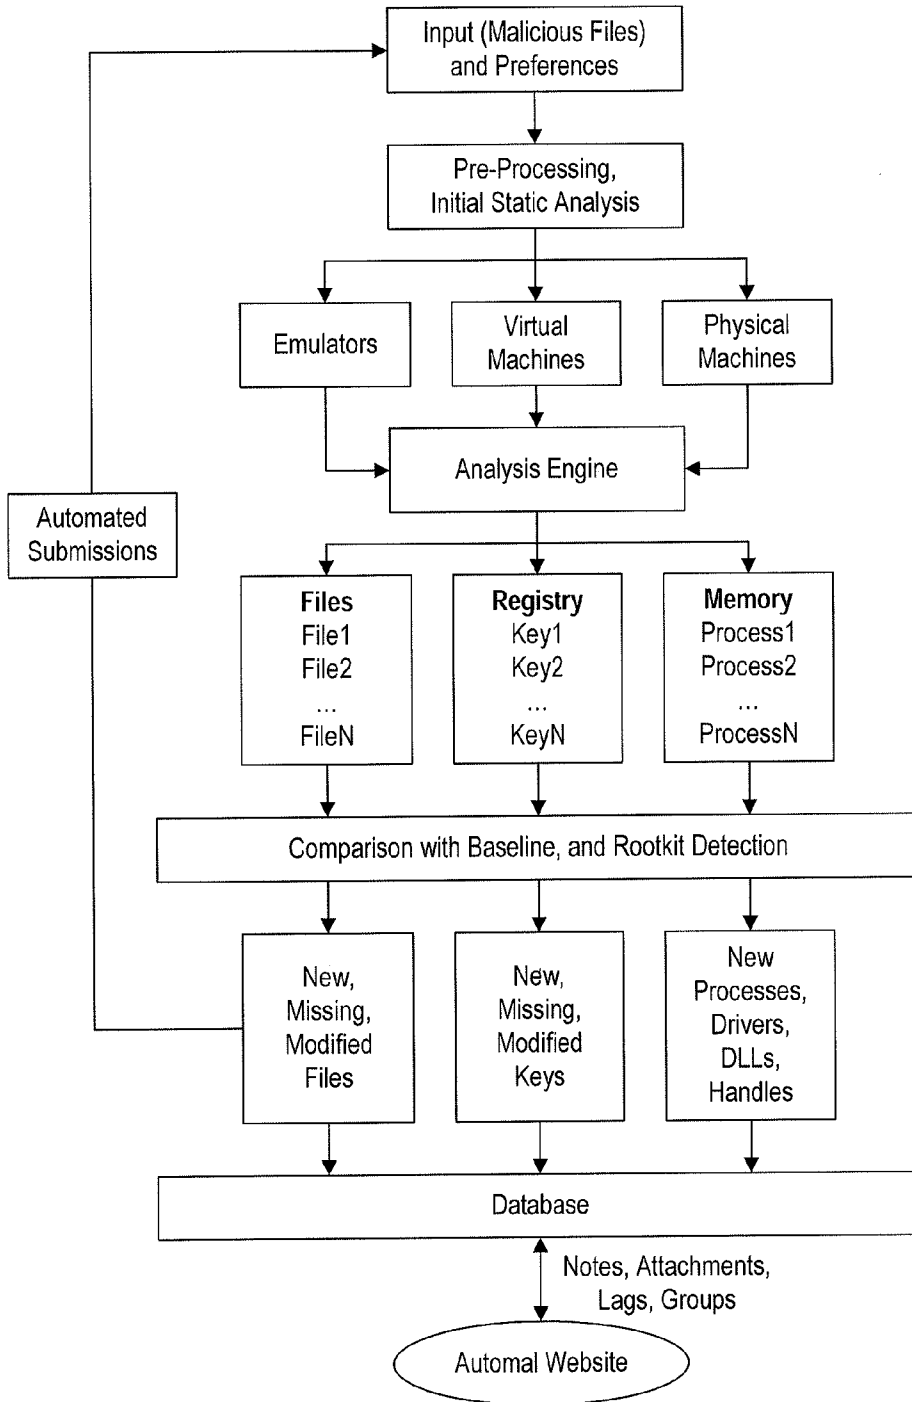 Input (Malicious Files)
and Preferences
Pre-Processing,
Initial Static Analysis
Emulators
Virtual
Machines
Physical
Machines
Analysis Engine
Automated
Submissions
Files
File1
File2
...
FileN
Registry
Key1
Key2
...
KeyN
Memory
Process1
Process2
...
ProcessN
Comparison with Baseline, and Rootkit Detection
New,
Missing,
Modified
Files
New,
Missing,
Modified
Keys
New
Processes,
Drivers,
DLLs,
Handles
Database
Notes, Attachments,
Lags, Groups
Automal Website